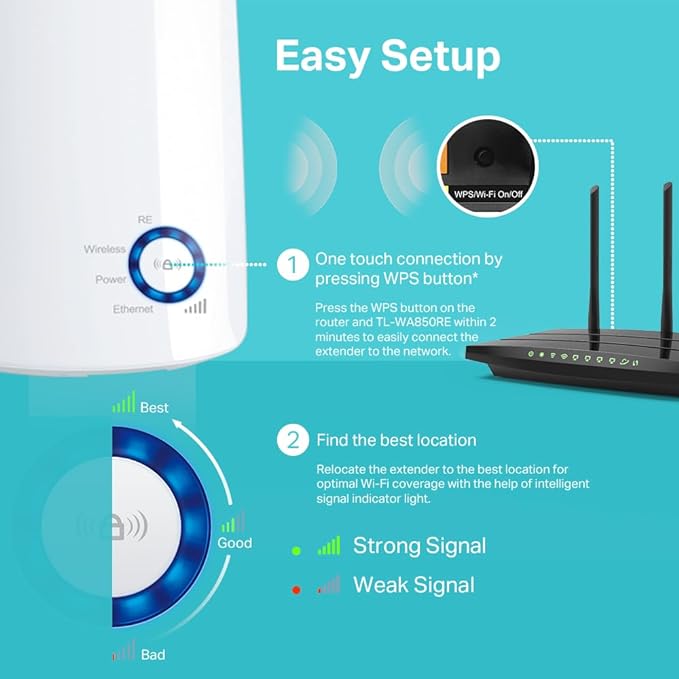 Easy Setup
WPS/Wi-Fi On/Off
RE
Wireless
Power
Ethernet
1
One touch connection by
pressing WPS button*
Press the WPS button on the
router and TL-WA850RE within 2
minutes to easily connect the
extender to the network.
Best
Good
Bad
2
Find the best location
Relocate the extender to the best location for
optimal Wi-Fi coverage with the help of intelligent
signal indicator light.
Strong Signal
Weak Signal